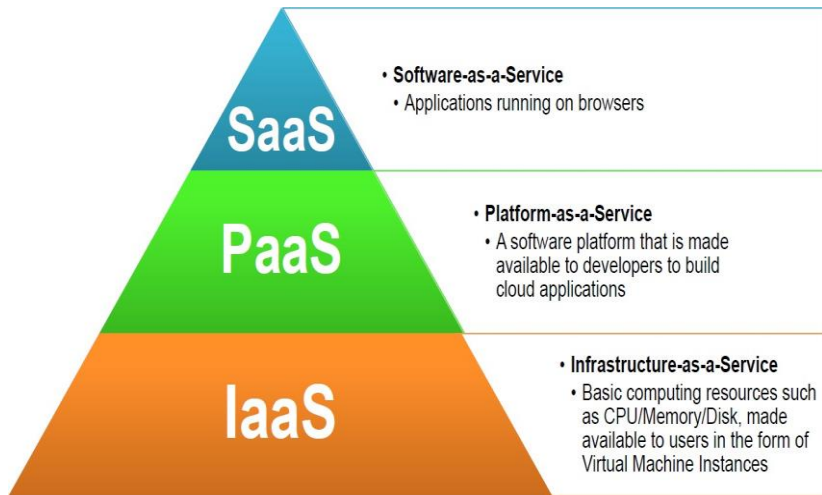 SaaS
• Software-as-a-Service
• Applications running on browsers
PaaS
• Platform-as-a-Service
• A software platform that is made
available to developers to build
cloud applications
IaaS
• Infrastructure-as-a-Service
• Basic computing resources such
as CPU/Memory/Disk, made
available to users in the form of
Virtual Machine Instances